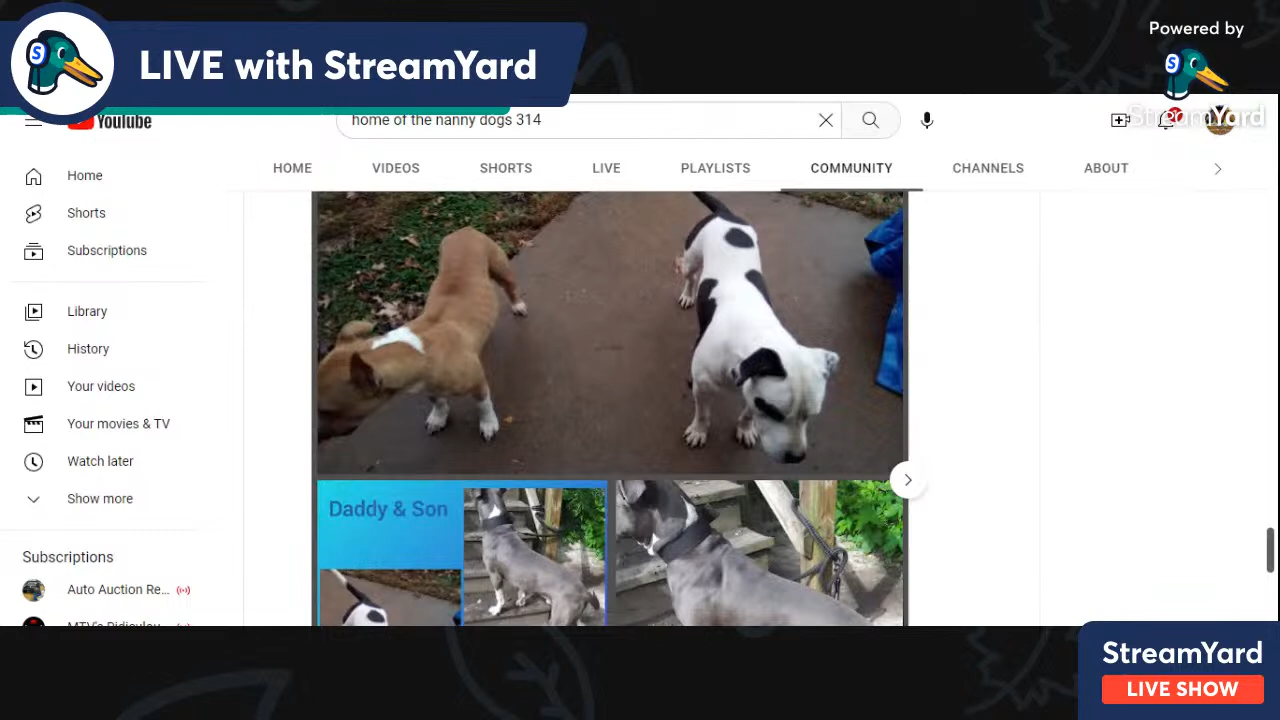 LIVE with StreamYard
Powered by
StreamYard
YouTube
home of the nanny dogs 314
HOME
VIDEOS
SHORTS
LIVE
PLAYLISTS
COMMUNITY
CHANNELS
ABOUT
Home
Shorts
Subscriptions
Library
History
Your videos
Your movies & TV
Watch later
Show more
Subscriptions
Auto Auction Re...
Daddy & Son
StreamYard
LIVE SHOW